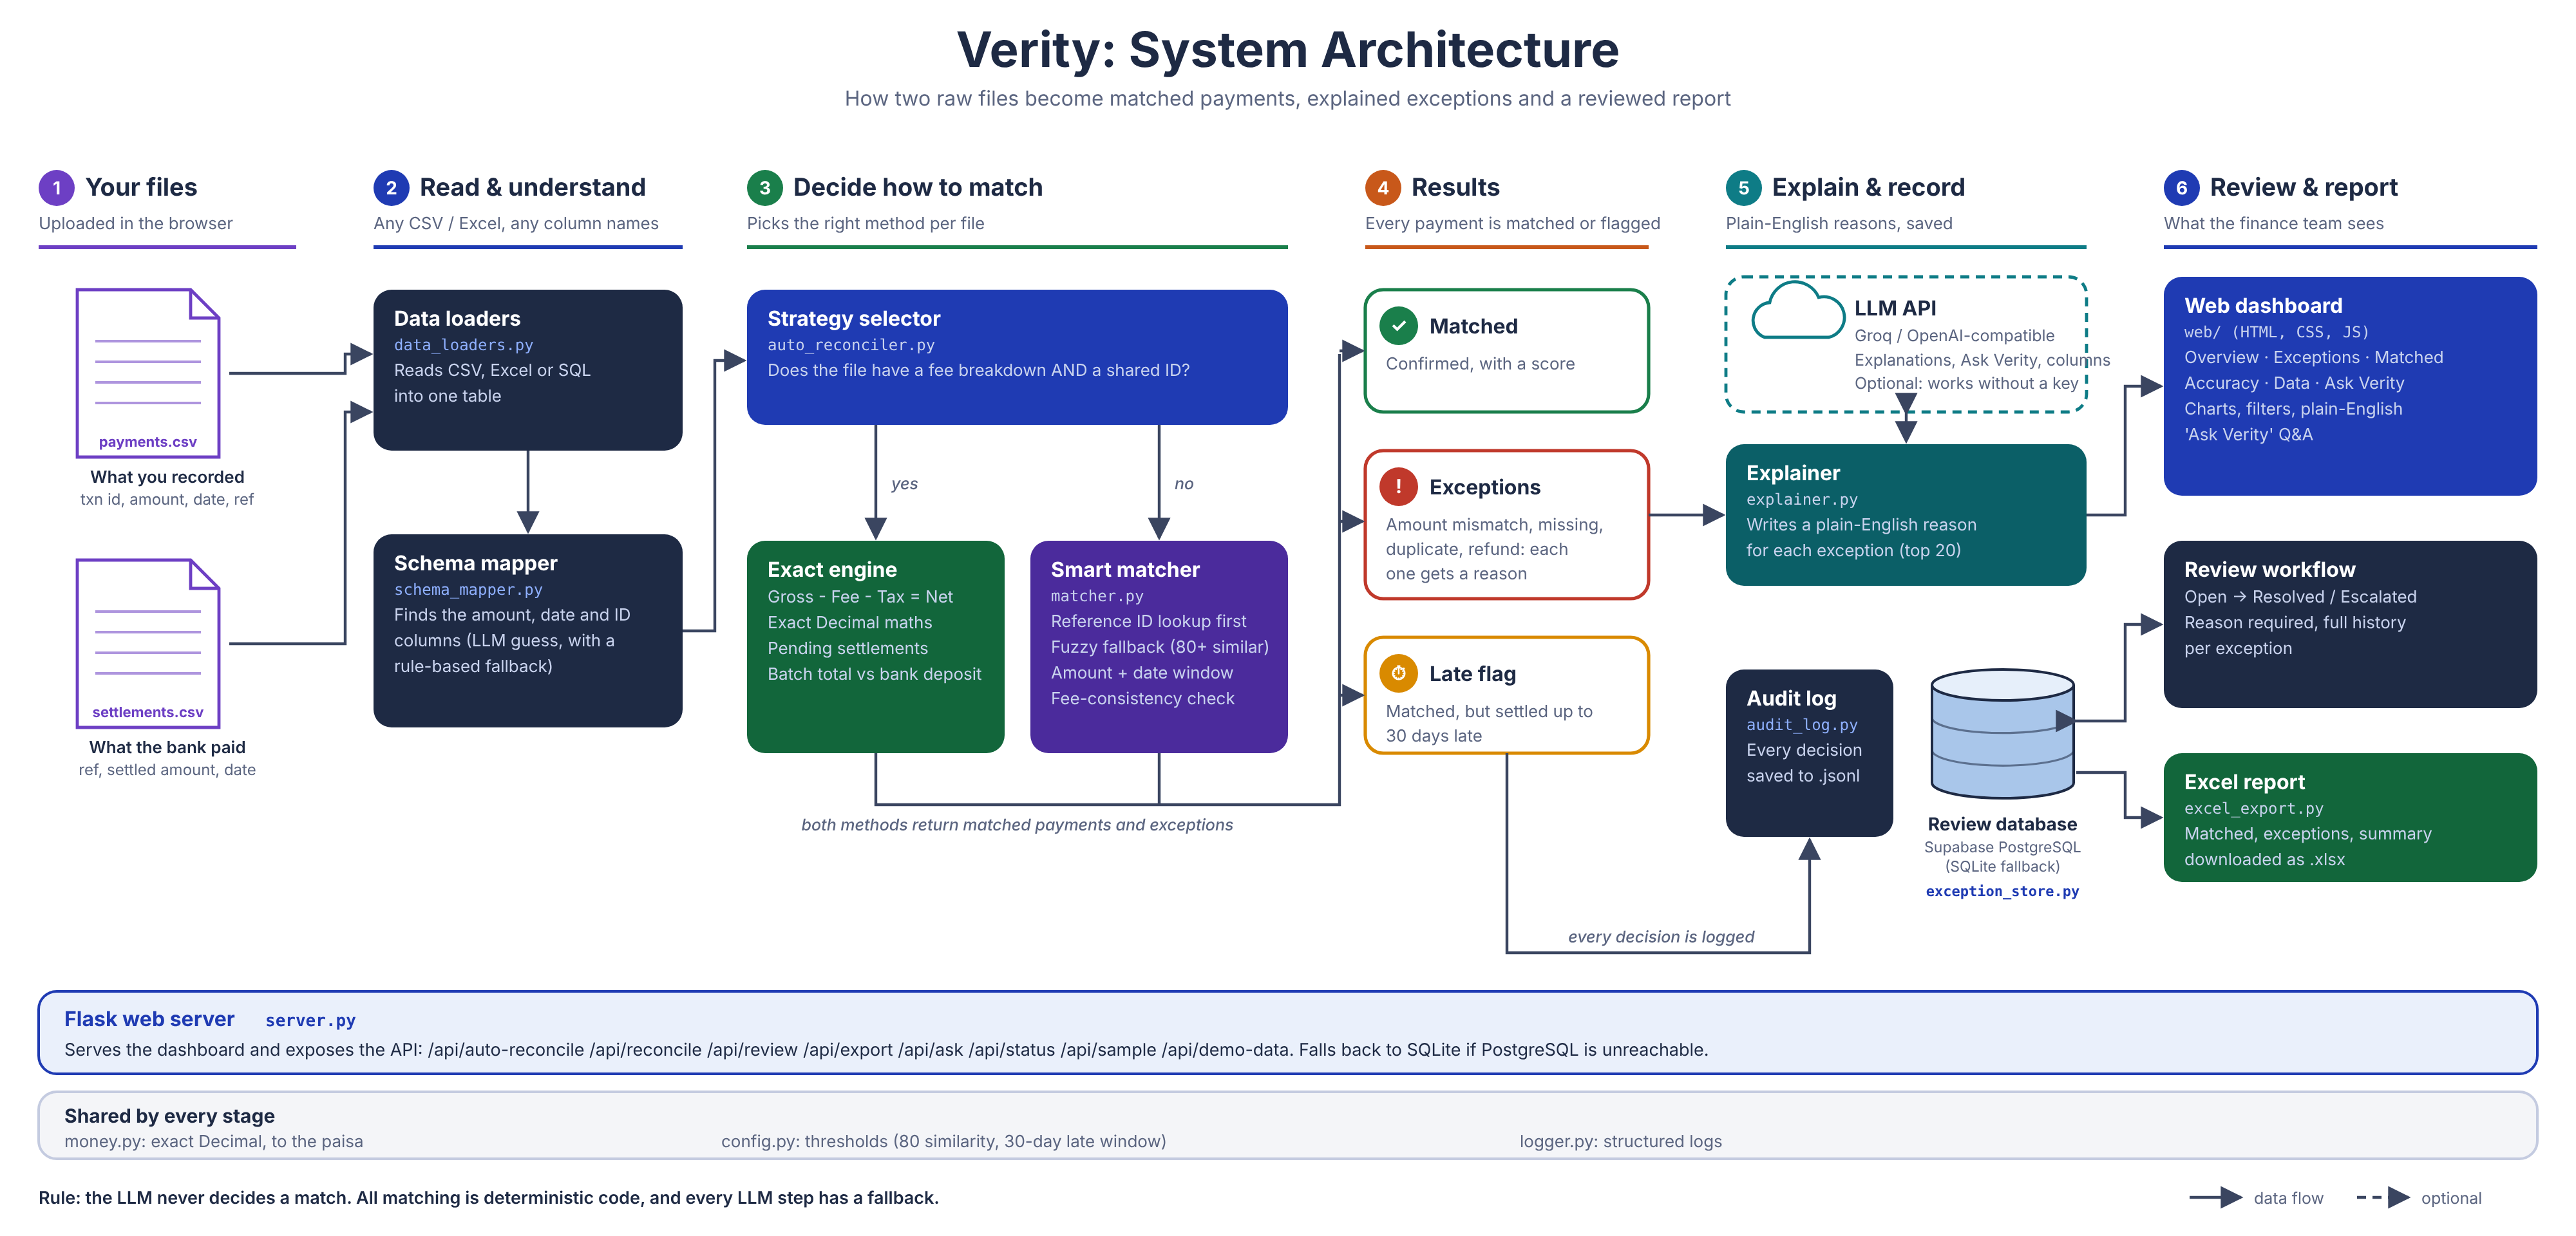 Verity: System Architecture
How two raw files become matched payments, explained exceptions and a reviewed report
1 Your files
Uploaded in the browser
payments.csv
What you recorded
txn id, amount, date, ref
settlements.csv
What the bank paid
ref, settled amount, date
2 Read & understand
Any CSV / Excel, any column names
Data loaders
data_loaders.py
Reads CSV, Excel or SQL
into one table
Schema mapper
schema_mapper.py
Finds the amount, date and ID
columns (LLM guess, with a
rule-based fallback)
3 Decide how to match
Picks the right method per file
Strategy selector
auto_reconciler.py
Does the file have a fee breakdown AND a shared ID?
yes
no
Exact engine
Gross - Fee - Tax = Net
Exact Decimal maths
Pending settlements
Batch total vs bank deposit
Smart matcher
matcher.py
Reference ID lookup first
Fuzzy fallback (80+ similar)
Amount + date window
Fee-consistency check
both methods return matched payments and exceptions
4 Results
Every payment is matched or flagged
Matched
Confirmed, with a score
! Exceptions
Amount mismatch, missing,
duplicate, refund: each
one gets a reason
Late flag
Matched, but settled up to
30 days late
every decision is logged
5 Explain & record
Plain-English reasons, saved
LLM API
Groq / OpenAI-compatible
Explanations, Ask Verity, columns
Optional: works without a key
Explainer
explainer.py
Writes a plain-English reason
for each exception (top 20)
Audit log
audit_log.py
Every decision
saved to .jsonl
Review database
Supabase PostgreSQL
(SQLite fallback)
exception_store.py
6 Review & report
What the finance team sees
Web dashboard
web/ (HTML, CSS, JS)
Overview · Exceptions · Matched
Accuracy · Data · Ask Verity
Charts, filters, plain-English
'Ask Verity' Q&A
Review workflow
Open → Resolved / Escalated
Reason required, full history
per exception
Excel report
excel_export.py
Matched, exceptions, summary
downloaded as .xlsx
Flask web server server.py
Serves the dashboard and exposes the API: /api/auto-reconcile /api/reconcile /api/review /api/export /api/ask /api/status /api/sample /api/demo-data. Falls back to SQLite if PostgreSQL is unreachable.
Shared by every stage
money.py: exact Decimal, to the paisa
config.py: thresholds (80 similarity, 30-day late window)
logger.py: structured logs
Rule: the LLM never decides a match. All matching is deterministic code, and every LLM step has a fallback.
data flow
optional